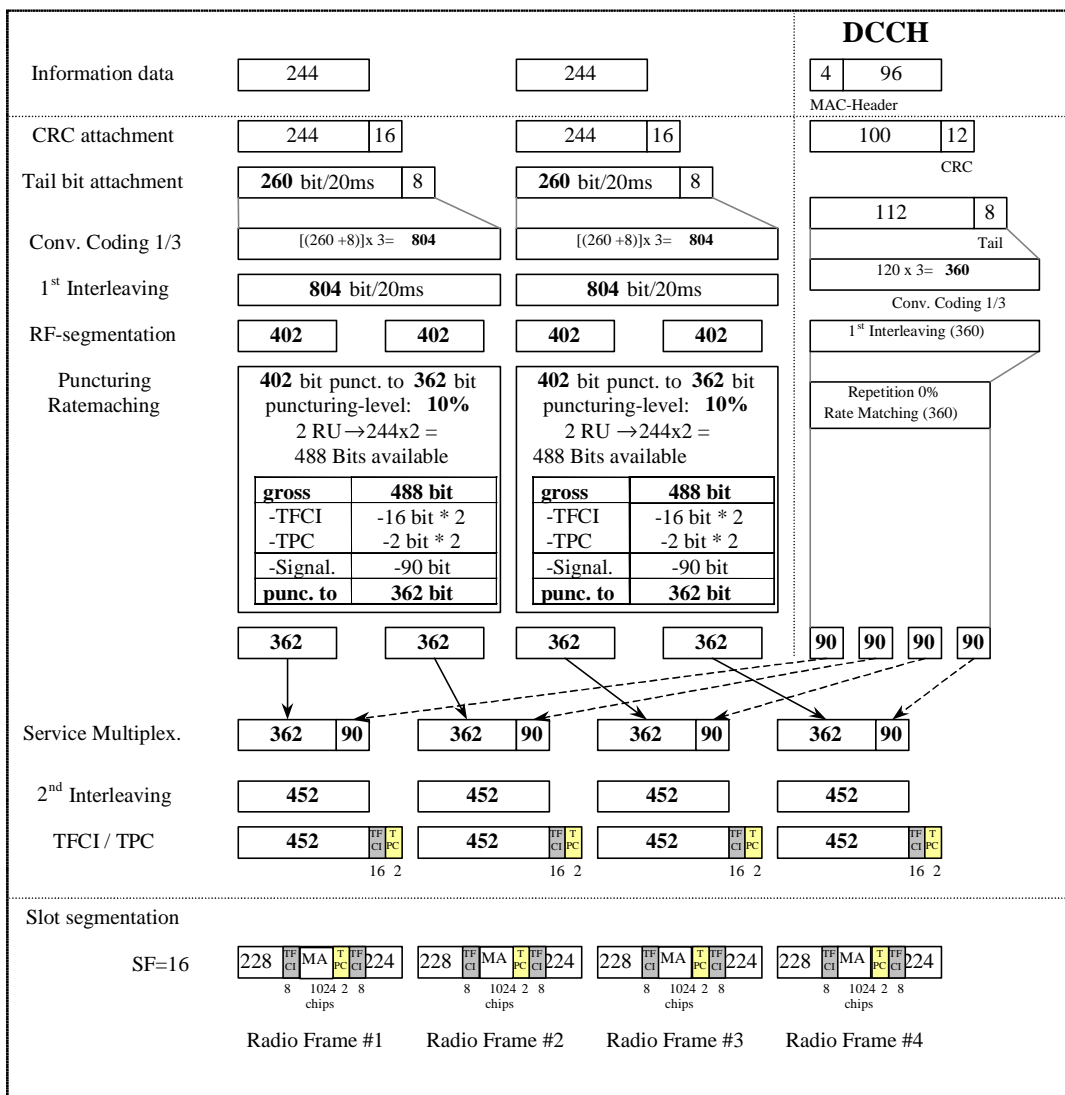 DCCH
Information data 244 244 4 96
MAC-Header
CRC attachment 244 16 244 16 100 12
CRC
Tail bit attachment 260 bit/20ms 8 260 bit/20ms 8
112 8
Tail
Conv. Coding 1/3 [(260 +8)]x 3= 804 [(260 +8)]x 3= 804
120 x 3= 360
Conv. Coding 1/3
1st Interleaving 804 bit/20ms 804 bit/20ms
RF-segmentation 402 402 402 402 1st Interleaving (360)
Puncturing
Ratemaching
402 bit punct. to 362 bit
puncturing-level: 10%
2 RU →244x2 =
488 Bits available
gross 488 bit
-TFCI -16 bit * 2
-TPC -2 bit * 2
-Signal. -90 bit
punc. to 362 bit
402 bit punct. to 362 bit
puncturing-level: 10%
2 RU →244x2 =
488 Bits available
gross 488 bit
-TFCI -16 bit * 2
-TPC -2 bit * 2
-Signal. -90 bit
punc. to 362 bit
Repetition 0%
Rate Matching (360)
362 362 362 362 90 90 90 90
Service Multiplex. 362 90 362 90 362 90 362 90
2nd Interleaving 452 452 452 452
TFCI / TPC 452 TF CI T PC 452 TF CI T PC 452 TF CI T PC 452 TF CI T PC
16 2 16 2 16 2 16 2
Slot segmentation
SF=16 228 TF CI MA T PC TF CI 224 228 TF CI MA T PC TF CI 224 228 TF CI MA T PC TF CI 224 228 TF CI MA T PC TF CI 224
8 1024 2 8 8 1024 2 8 8 1024 2 8 8 1024 2 8
chips chips chips chips
Radio Frame #1 Radio Frame #2 Radio Frame #3 Radio Frame #4